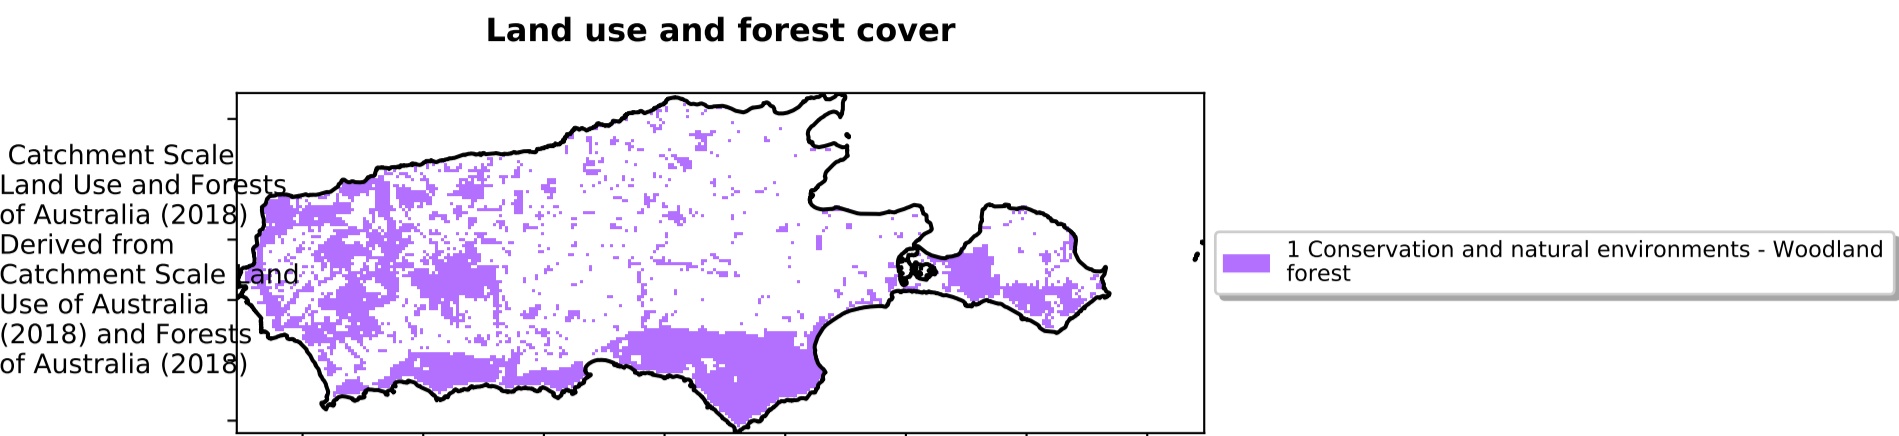 Land use and forest cover
Catchment Scale
Land Use and Forests
of Australia (2018)
Derived from
Catchment Scale Land
Use of Australia
(2018) and Forests
of Australia (2018)
1 Conservation and natural environments - Woodland
forest